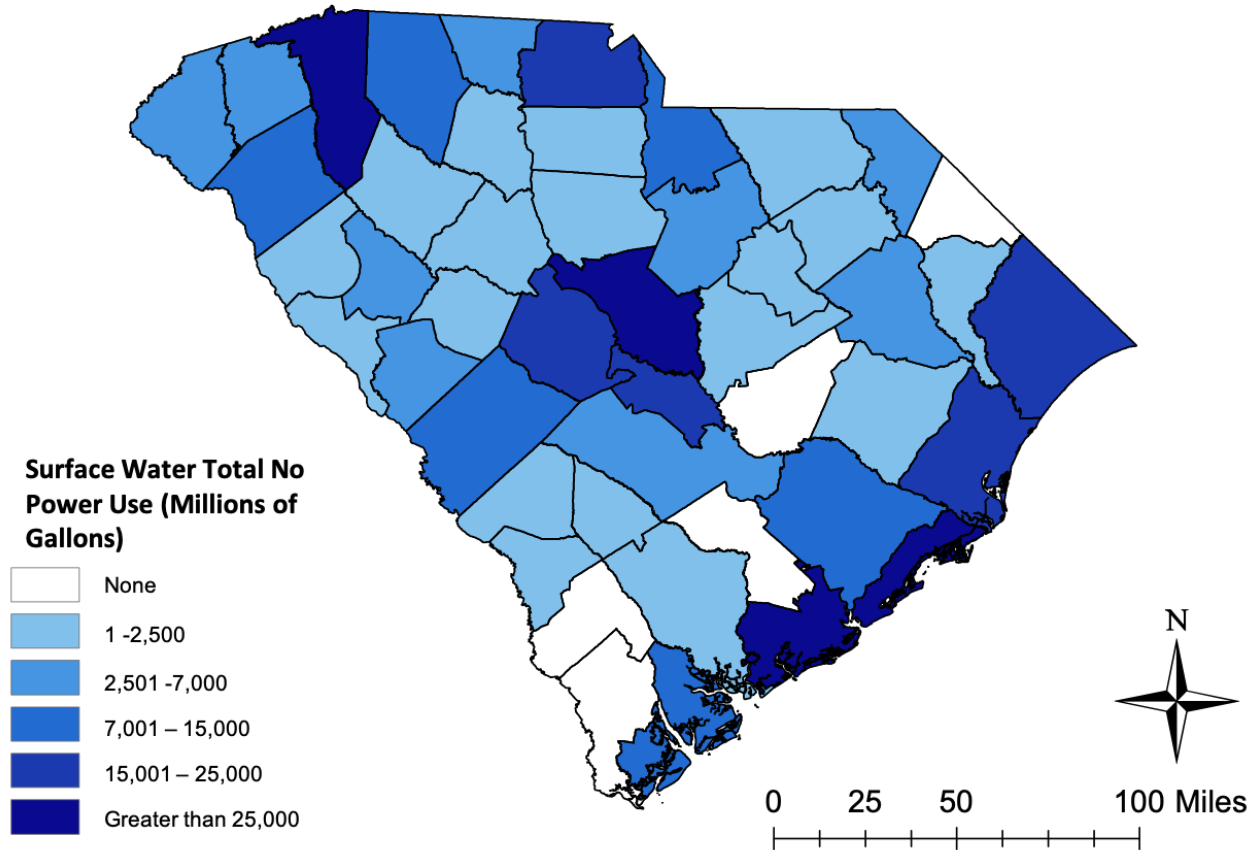 Surface Water Total No
Power Use (Millions of
Gallons)
None
1 -2,500
2,501 -7,000
7,001 – 15,000
15,001 – 25,000
Greater than 25,000
N
0 25 50 100 Miles